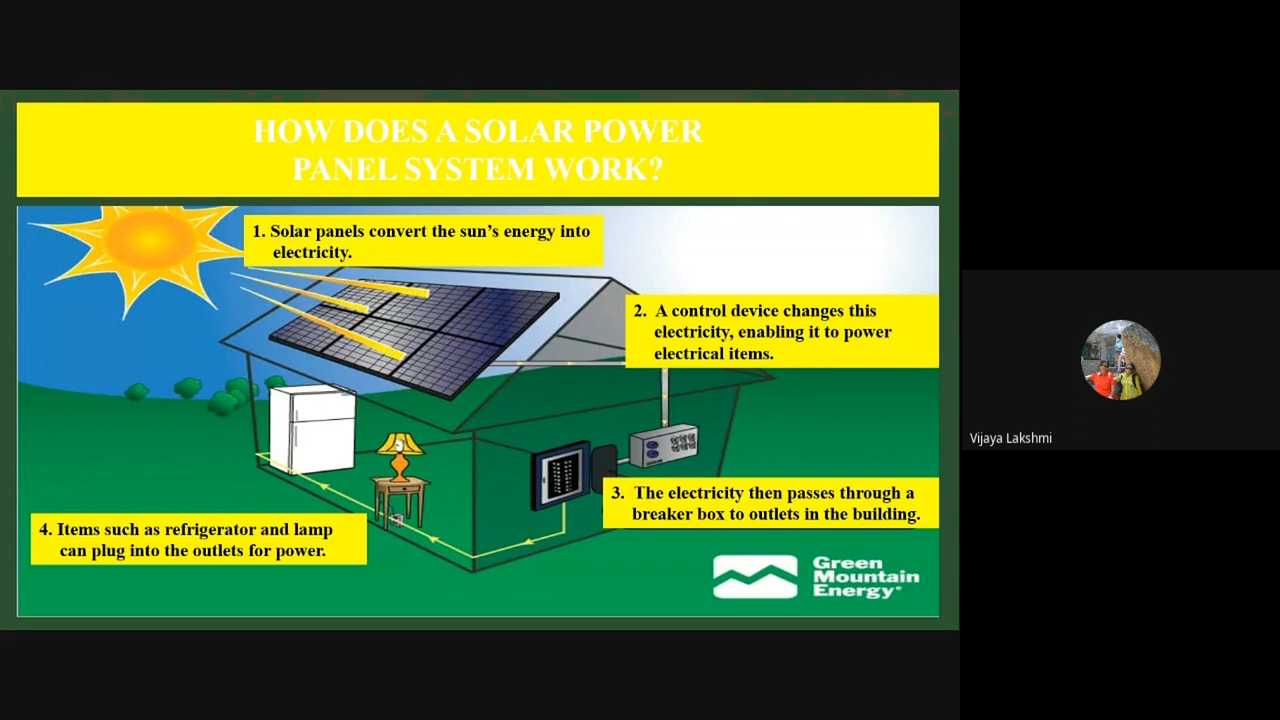 HOW DOES A SOLAR POWER
PANEL SYSTEM WORK?
1. Solar panels convert the sun's energy into
electricity.
2. A control device changes this
electricity, enabling it to power
electrical items.
3. The electricity then passes through a
breaker box to outlets in the building.
4. Items such as refrigerator and lamp
can plug into the outlets for power.
Green
Mountain
Energy®
Vijaya Lakshmi